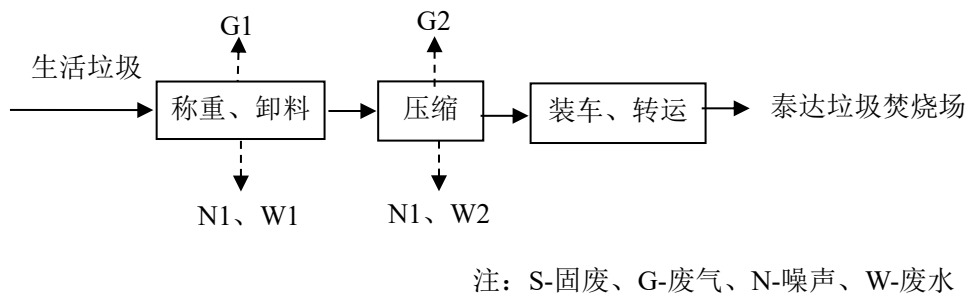 G1
G2
生活垃圾
称重、卸料
压缩
装车、转运
泰达垃圾焚烧场
N1、W1
N1、W2
注：S-固废、G-废气、N-噪声、W-废水